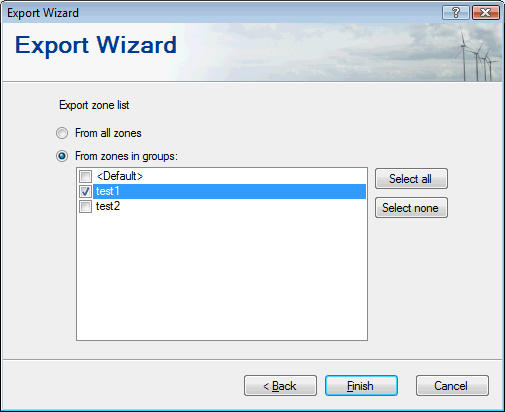 Export Wizard
Export Wizard
Export zone list
From all zones
From zones in groups:
<Default>
test1
test2
Select all
Select none
< Back
Finish
Cancel